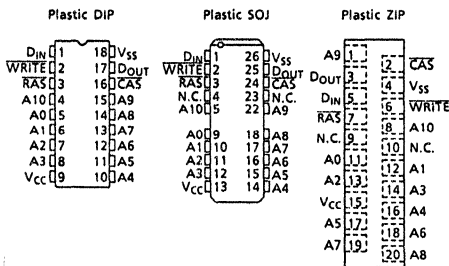 Plastic DIP Plastic SOJ Plastic ZIP
DIN 1 18 VSS
WRITE 2 17 DOUT
RAS 3 16 CAS
A10 4 15 A9
A0 5 14 A8
A1 6 13 A7
A2 7 12 A6
A3 8 11 A5
VCC 9 10 A4
DIN 1 26 VSS
WRITE 2 25 DOUT
RAS 3 24 CAS
N.C. 4 23 N.C.
A10 5 22 A9
A0 9 18 A8
A1 10 17 A7
A2 11 16 A6
A3 12 15 A5
VCC 13 14 A4
A9 1
2 CAS
DOUT 3
4 VSS
DIN 5
6 WRITE
RAS 7
8 A10
N.C. 9
10 N.C.
A0 11
12 A1
A2 13
14 A3
VCC 15
16 A4
A5 17
18 A6
A7 19
20 A8